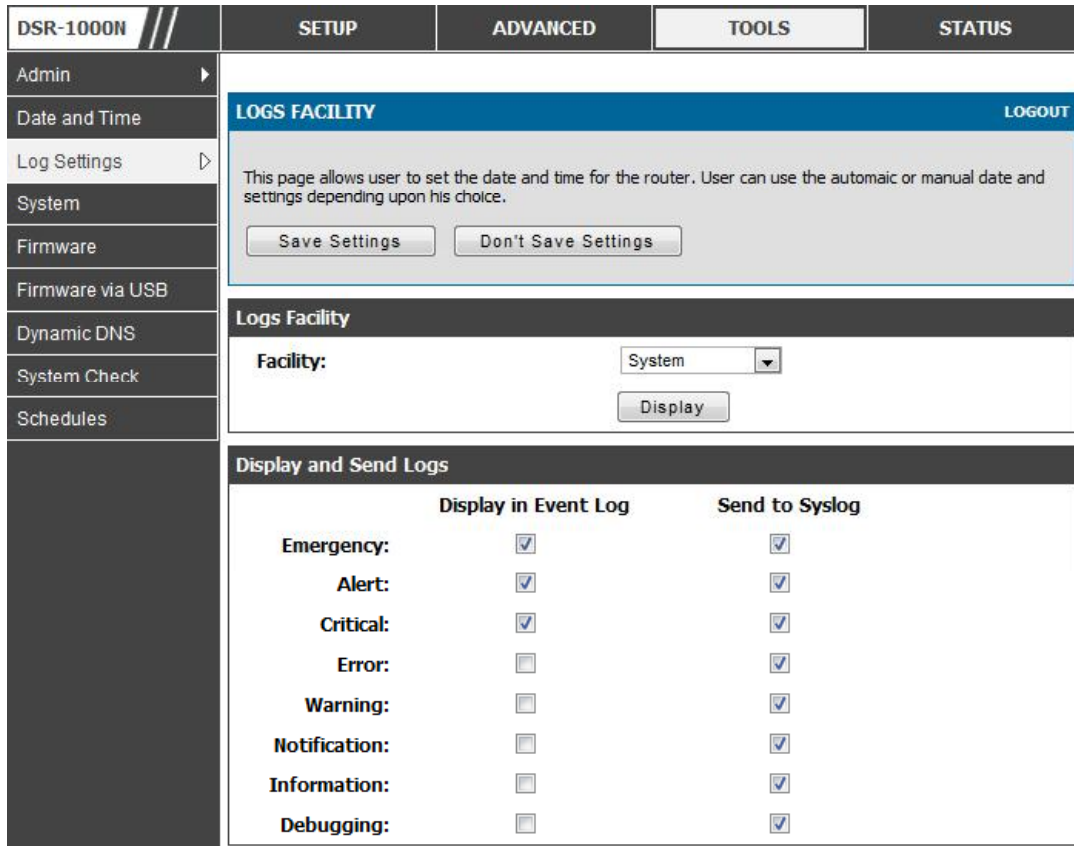 DSR-1000N
SETUP
ADVANCED
TOOLS
STATUS
Admin
Date and Time
Log Settings
System
Firmware
Firmware via USB
Dynamic DNS
System Check
Schedules
LOGS FACILITY
LOGOUT
This page allows user to set the date and time for the router. User can use the automaic or manual date and
settings depending upon his choice.
Save Settings
Don't Save Settings
Logs Facility
Facility:
System
Display
Display and Send Logs
Display in Event Log
Send to Syslog
Emergency:
Alert:
Critical:
Error:
Warning:
Notification:
Information:
Debugging: